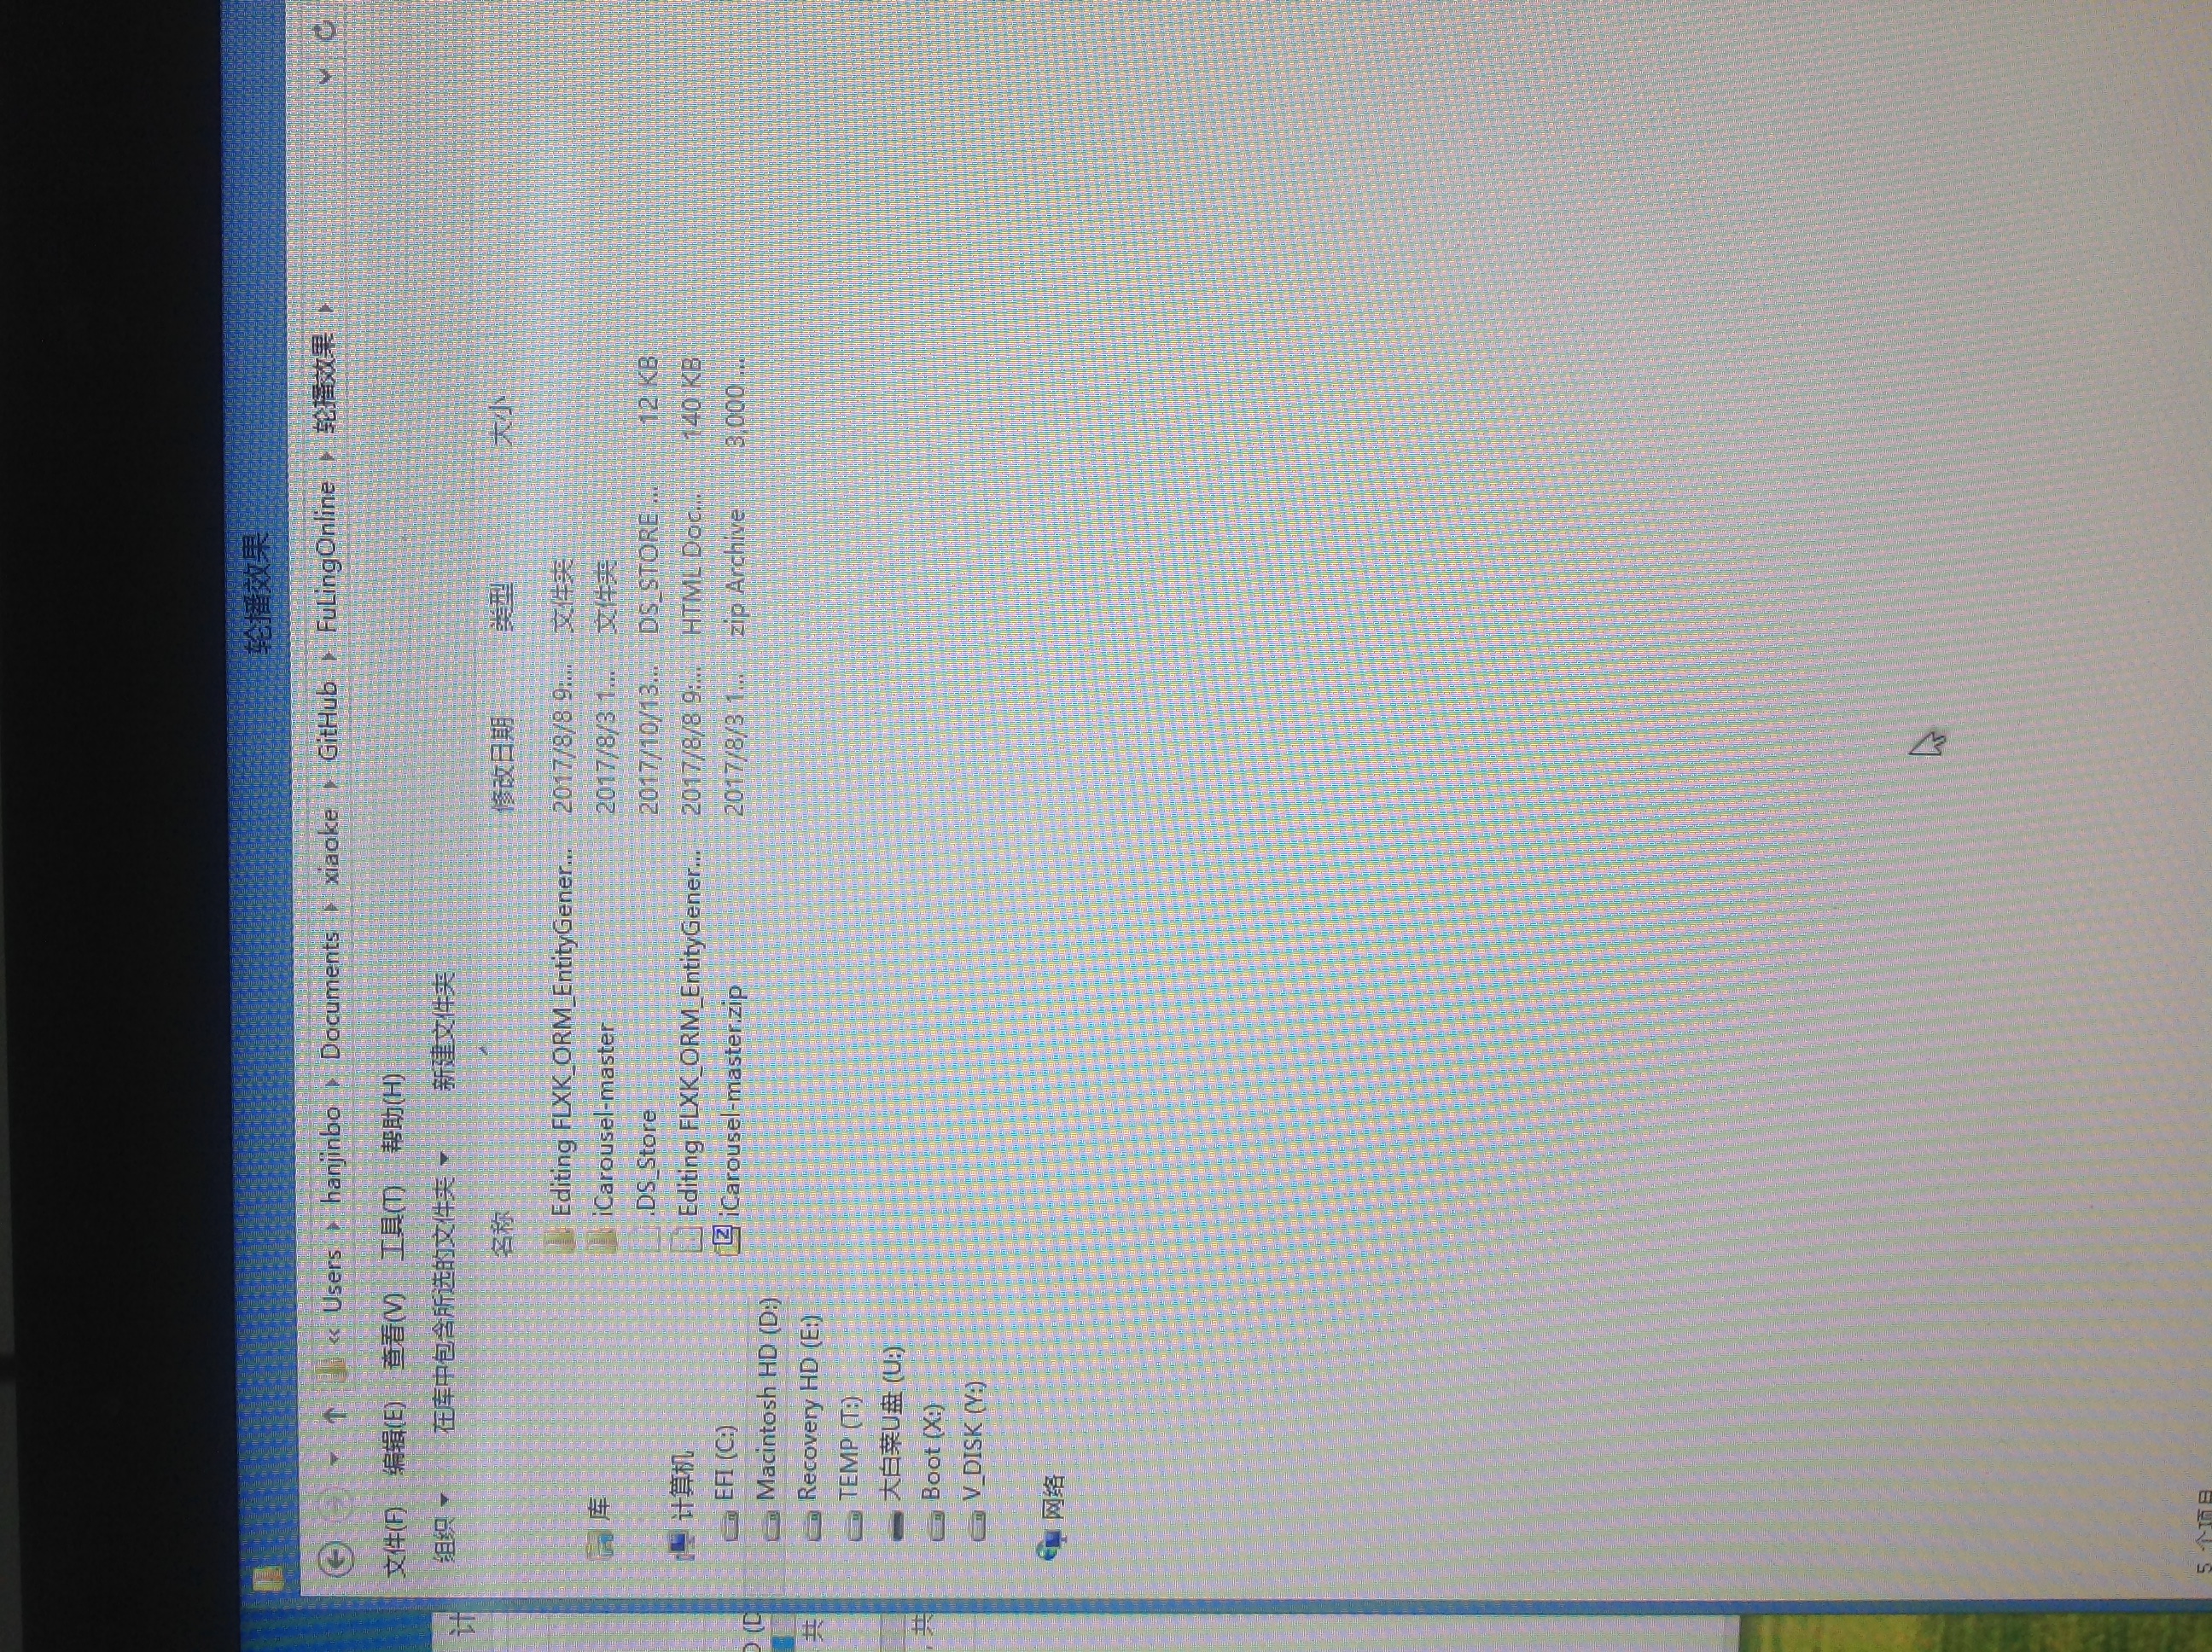 轮播效果
« Users hanjinbo Documents xiaoke GitHub FuLingOnline 轮播效果
文件(F) 编辑(E) 查看(V) 工具(T) 帮助(H)
组织 在库中包含所选的文件夹 新建文件夹
计
名称 修改日期 类型 大小
Editing FLXK_ORM_EntityGener... 2017/8/8 9:... 文件夹
库
iCarousel-master 2017/8/3 1... 文件夹
.DS_Store 2017/10/13... DS_STORE ... 12 KB
计算机
Editing FLXK_ORM_EntityGener... 2017/8/8 9:... HTML Doc... 140 KB
EFI (C:)
iCarousel-master.zip 2017/8/3 1... zip Archive 3,000 ...
Macintosh HD (D:)
Recovery HD (E:)
共
TEMP (T:)
大白菜U盘 (U:)
, 共
Boot (X:)
V_DISK (Y:)
网络
5 个项目